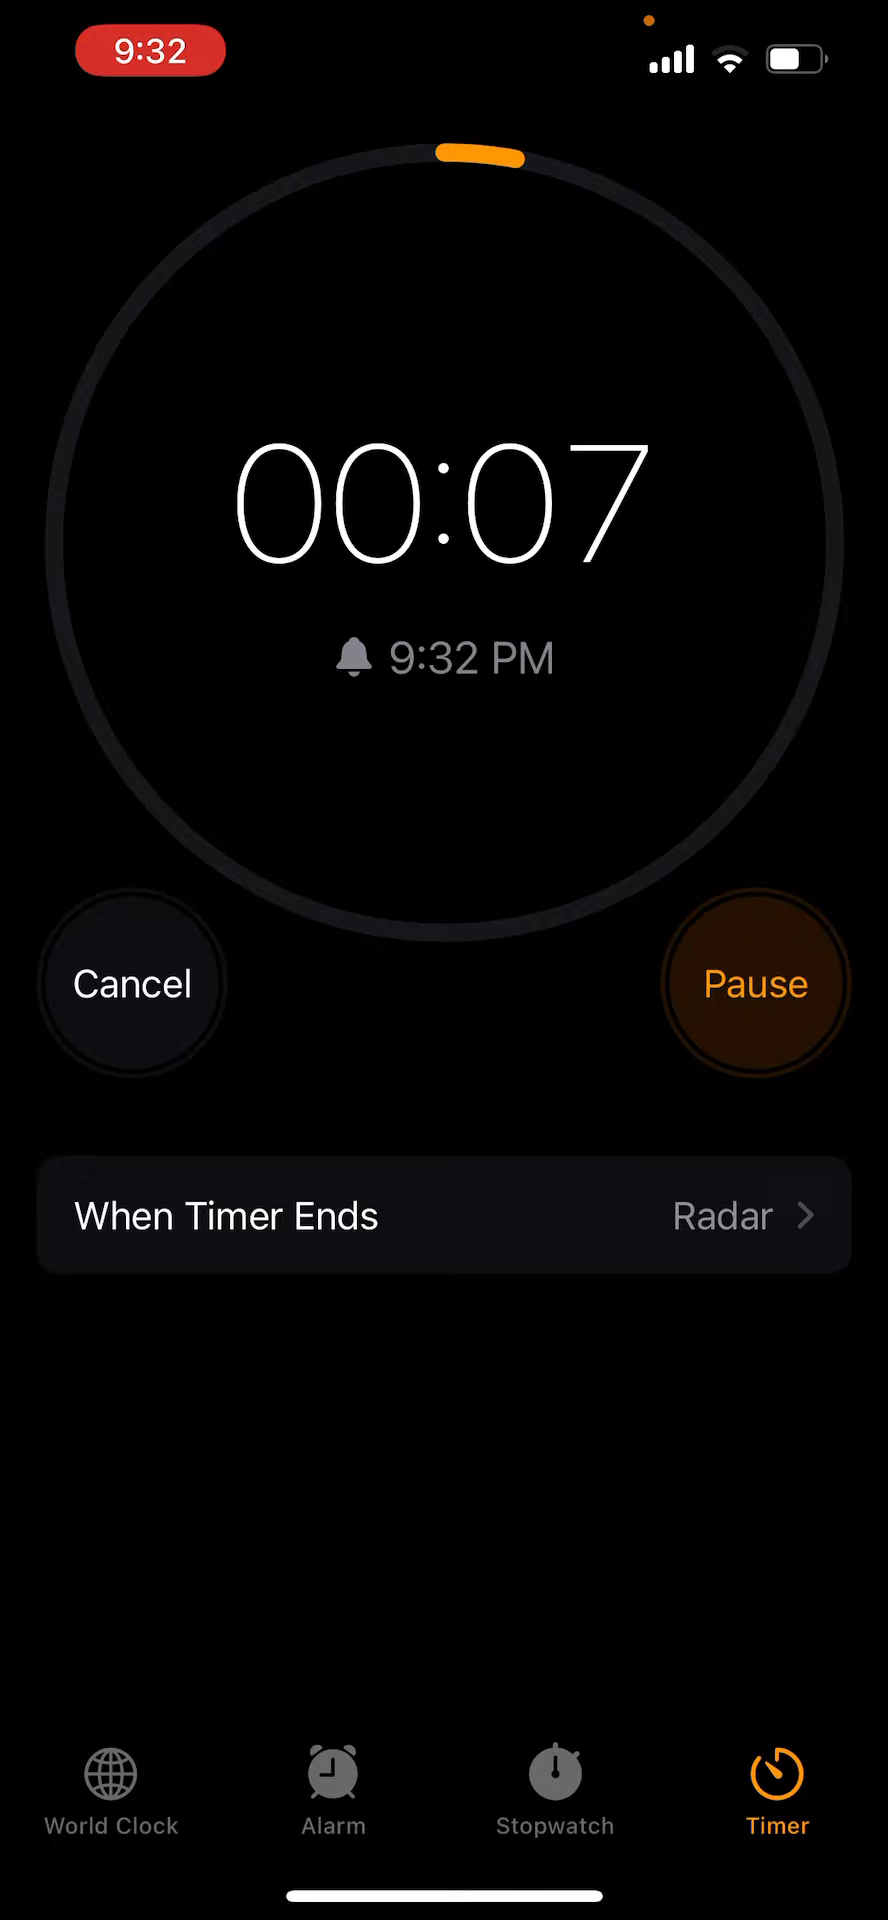 9:32
00:07
9:32 PM
Cancel
Pause
When Timer Ends Radar
World Clock Alarm Stopwatch Timer